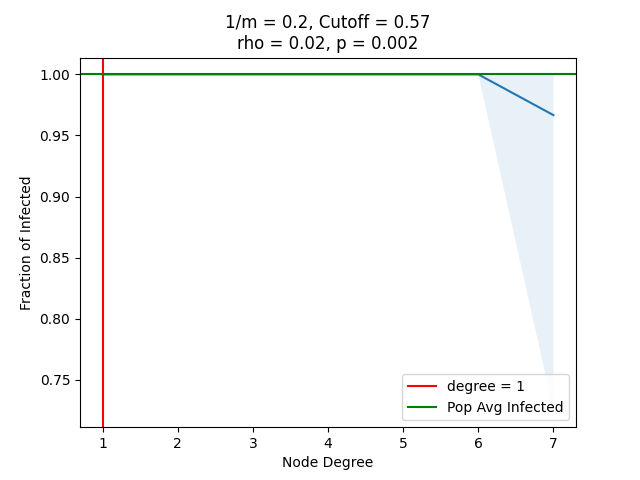 1/m = 0.2, Cutoff = 0.57
rho = 0.02, p = 0.002
1.00
0.95
0.90
0.85
0.80
0.75
Fraction of Infected
degree = 1
Pop Avg Infected
1 2 3 4 5 6 7
Node Degree